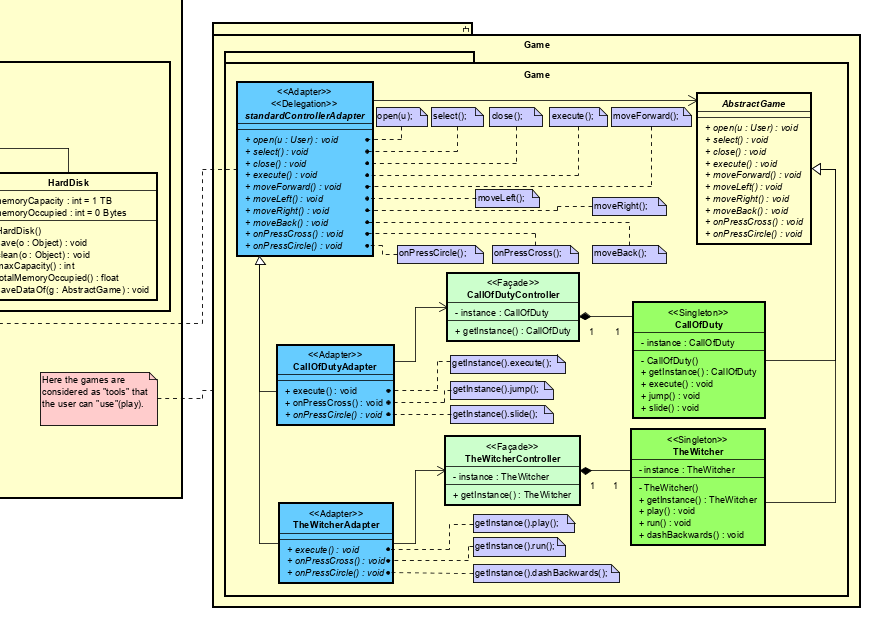 Game
Game
<<Adapter>>
<<Delegation>>
standardControllerAdapter
+ open(u : User) : void
+ select() : void
+ close() : void
+ execute() : void
+ moveForward() : void
+ moveLeft() : void
+ moveRight() : void
+ moveBack() : void
+ onPressCross() : void
+ onPressCircle() : void
open(u);
select();
close();
execute();
moveForward();
moveLeft();
moveRight();
onPressCircle();
onPressCross();
moveBack();
AbstractGame
+ open(u : User) : void
+ select() : void
+ close() : void
+ execute() : void
+ moveForward() : void
+ moveLeft() : void
+ moveRight() : void
+ moveBack() : void
+ onPressCross() : void
+ onPressCircle() : void
HardDisk
emoryCapacity : int = 1 TB
emoryOccupied : int = 0 Bytes
HardDisk()
ave(o : Object) : void
lean(o : Object) : void
maxCapacity() : int
otalMemoryOccupied() : float
aveDataOf(g : AbstractGame) : void
Here the games are
considered as "tools" that
the user can "use"(play).
<<Façade>>
CallOfDutyController
- instance : CallOfDuty
+ getInstance() : CallOfDuty
1
1
<<Singleton>>
CallOfDuty
- instance : CallOfDuty
- CallOfDuty()
+ getInstance() : CallOfDuty
+ execute() : void
+ jump() : void
+ slide() : void
<<Adapter>>
CallOfDutyAdapter
+ execute() : void
+ onPressCross() : void
+ onPressCircle() : void
getInstance().execute();
getInstance().jump();
getInstance().slide();
<<Façade>>
TheWitcherController
- instance : TheWitcher
+ getInstance() : TheWitcher
1
1
<<Singleton>>
TheWitcher
- instance : TheWitcher
- TheWitcher()
+ getInstance() : TheWitcher
+ play() : void
+ run() : void
+ dashBackwards() : void
<<Adapter>>
TheWitcherAdapter
+ execute() : void
+ onPressCross() : void
+ onPressCircle() : void
getInstance().play();
getInstance().run();
getInstance().dashBackwards();